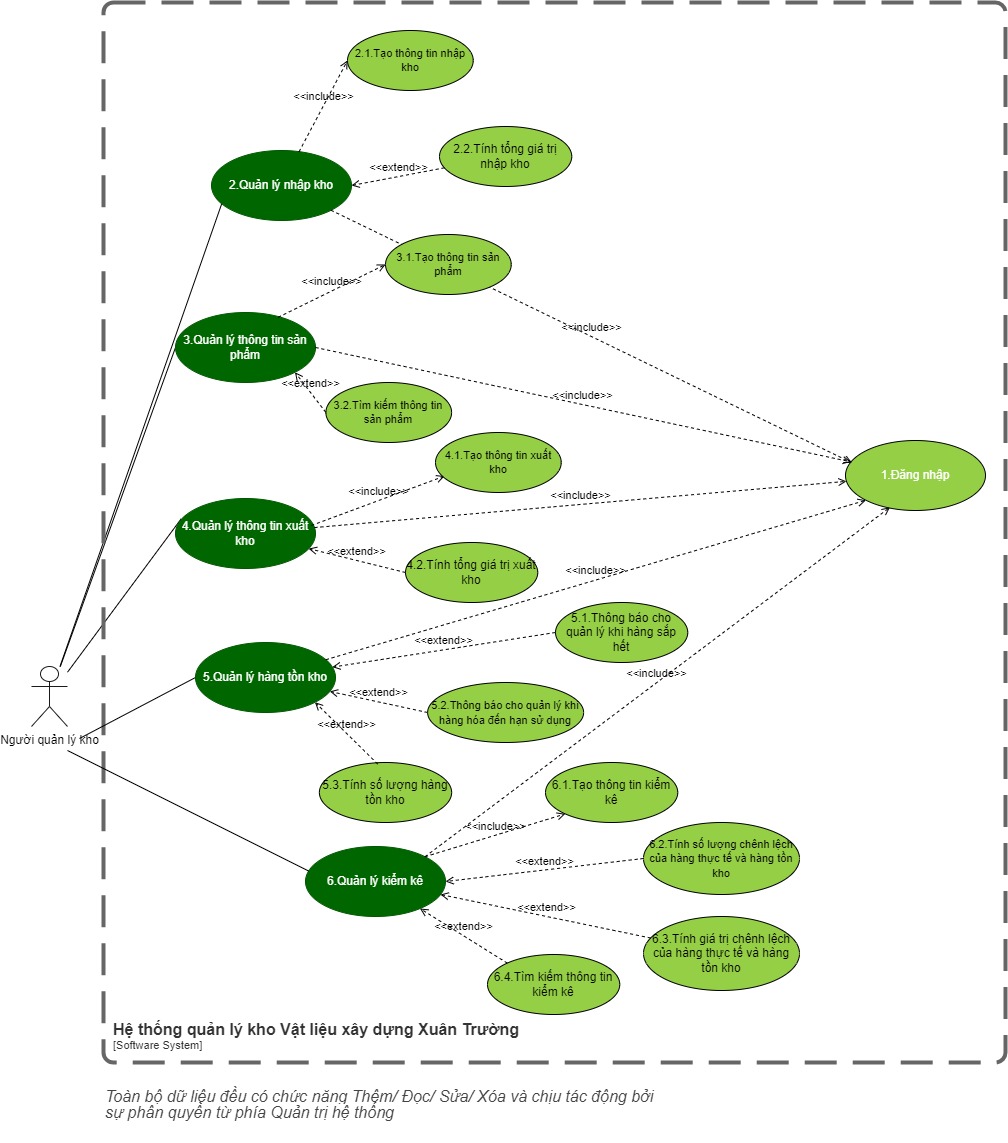 2.1.Tạo thông tin nhập
kho
<<include>>
2.2.Tính tổng giá trị
nhập kho
<<extend>>
2.Quản lý nhập kho
3.1.Tạo thông tin sản
phẩm
<<include>>
<<include>>
3.Quản lý thông tin sản
phẩm
<<extend>>
<<include>>
3.2.Tìm kiếm thông tin
sản phẩm
4.1.Tạo thông tin xuất
kho
1.Đăng nhập
<<include>>
<<include>>
4.Quản lý thông tin xuất
kho
<<extend>>
4.2.Tính tổng giá trị xuất
kho
<<include>>
5.1.Thông báo cho
quản lý khi hàng sắp
hết
<<extend>>
5.Quản lý hàng tồn kho
<<include>>
<<extend>>
5.2.Thông báo cho quản lý khi
hàng hóa đến hạn sử dụng
<<extend>>
Người quản lý kho
5.3.Tính số lượng hàng
tồn kho
6.1.Tạo thông tin kiểm
kê
<<include>>
6.2.Tính số lượng chênh lệch
của hàng thực tế và hàng tồn
kho
<<extend>>
6.Quản lý kiểm kê
<<extend>>
<<extend>>
6.3.Tính giá trị chênh lệch
của hàng thực tế và hàng
tồn kho
6.4.Tìm kiếm thông tin
kiểm kê
Hệ thống quản lý kho Vật liệu xây dựng Xuân Trường
[Software System]
Toàn bộ dữ liệu đều có chức năng Thệm/ Đọc/ Sửa/ Xóa và chịu tác động bởi
sự phân quyền từ phía Quản trị hệ thống